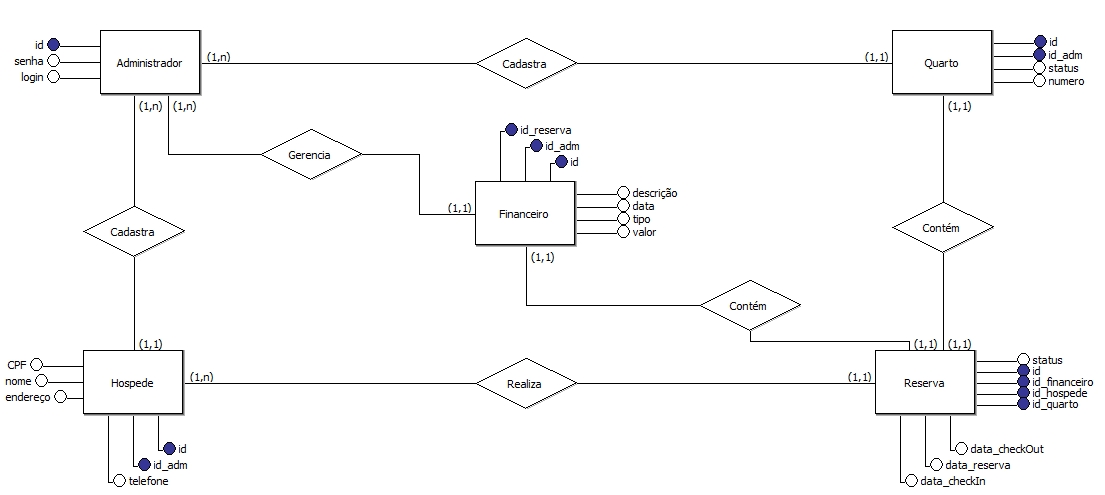 id
senha
login
Administrador
(1,n)
Cadastra
(1,1)
Quarto
id
id_adm
status
numero
(1,n)
(1,n)
(1,1)
Gerencia
id_reserva
id_adm
id
(1,1)
Financeiro
descrição
data
tipo
valor
Cadastra
Contém
(1,1)
Contém
(1,1)
(1,1)
(1,1)
CPF
nome
endereço
Hospede
(1,n)
Realiza
(1,1)
Reserva
status
id
id_financeiro
id_hospede
id_quarto
id
id_adm
telefone
data_checkOut
data_reserva
data_checkIn